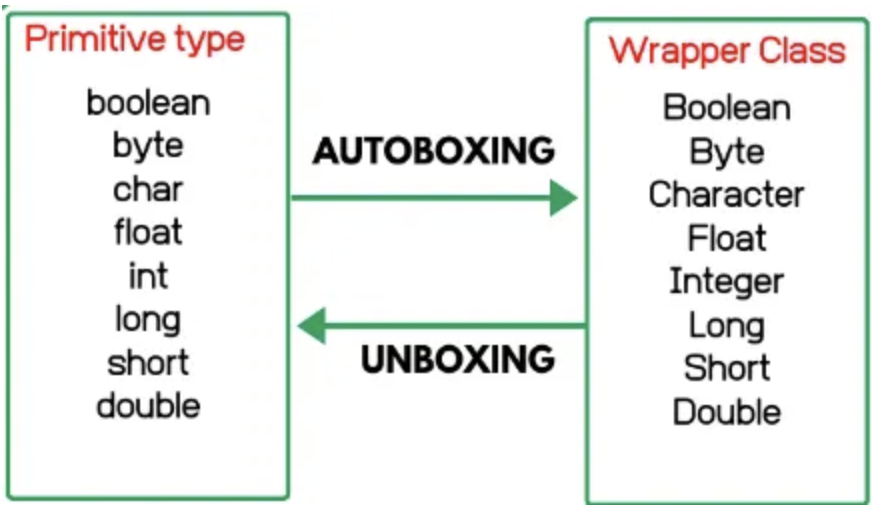 Primitive type
boolean
byte
char
float
int
long
short
double
AUTOBOXING
UNBOXING
Wrapper Class
Boolean
Byte
Character
Float
Integer
Long
Short
Double